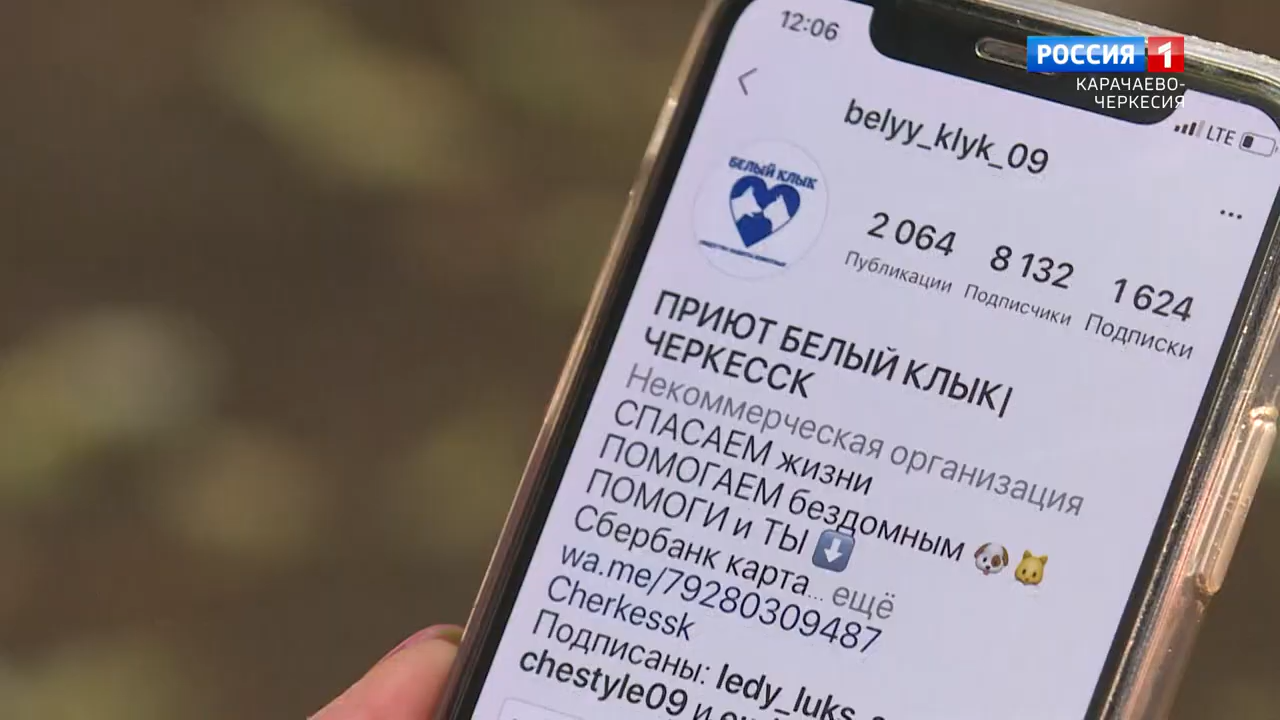 12:06
РОССИЯ 1
КАРАЧАЕВО-
ЧЕРКЕСИЯ
LTE
belyy_klyk_09
...
БЕЛЫЙ КЛЫК
2 064 8 132 1 624
Публикации Подписчики Подписки
ПРИЮТ БЕЛЫЙ КЛЫК|
ЧЕРКЕССК
Некоммерческая организация
СПАСАЕМ жизни
ПОМОГАЕМ бездомным 🐶🐱
ПОМОГИ и ТЫ ⬇️
Сбербанк карта... ещё
wa.me/79280309487
Cherkessk
Подписаны: ledy_luks_
chestyle09 и